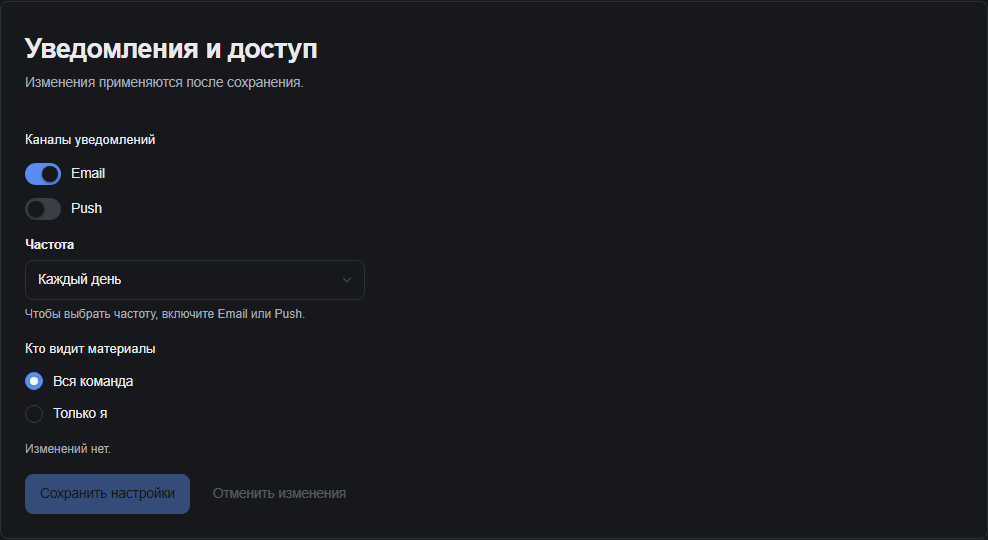 Уведомления и доступ
Изменения применяются после сохранения.
Каналы уведомлений
Email
Push
Частота
Каждый день
Чтобы выбрать частоту, включите Email или Push.
Кто видит материалы
Вся команда
Только я
Изменений нет.
Сохранить настройки
Отменить изменения